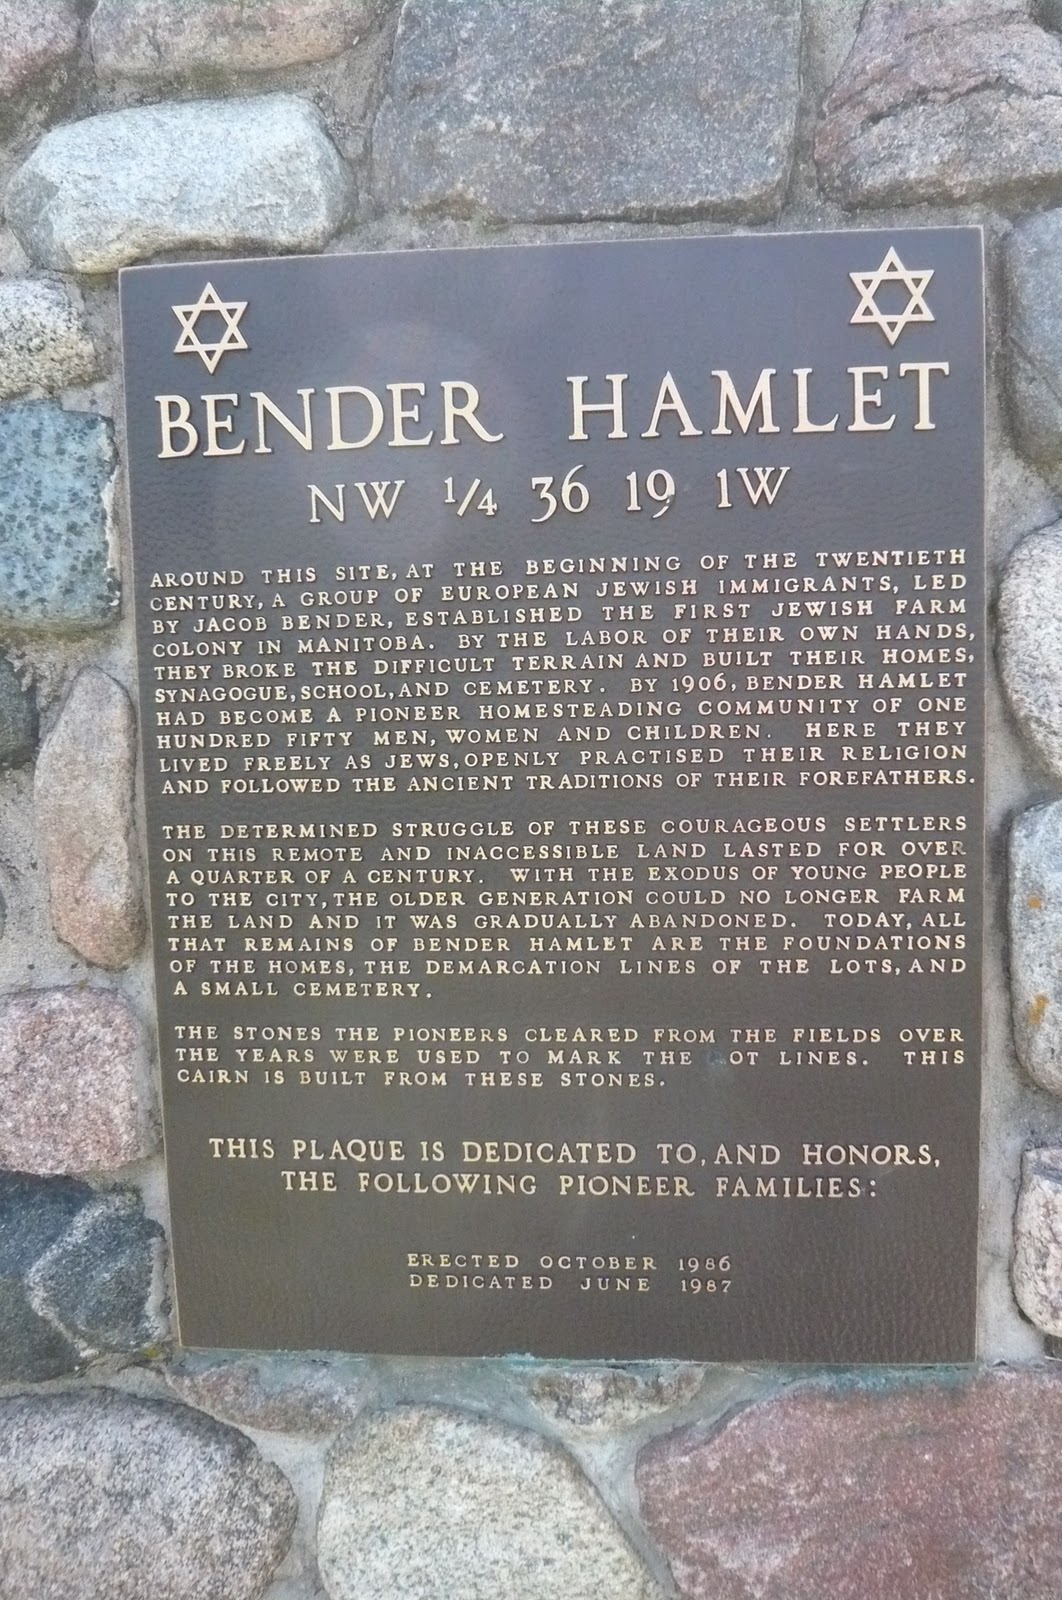 BENDER HAMLET
NW 1/4 36 19 1W
AROUND THIS SITE, AT THE BEGINNING OF THE TWENTIETH
CENTURY, A GROUP OF EUROPEAN JEWISH IMMIGRANTS, LED
BY JACOB BENDER, ESTABLISHED THE FIRST JEWISH FARM
COLONY IN MANITOBA. BY THE LABOR OF THEIR OWN HANDS,
THEY BROKE THE DIFFICULT TERRAIN AND BUILT THEIR HOMES,
SYNAGOGUE, SCHOOL, AND CEMETERY. BY 1906, BENDER HAMLET
HAD BECOME A PIONEER HOMESTEADING COMMUNITY OF ONE
HUNDRED FIFTY MEN, WOMEN AND CHILDREN. HERE THEY
LIVED FREELY AS JEWS, OPENLY PRACTISED THEIR RELIGION
AND FOLLOWED THE ANCIENT TRADITIONS OF THEIR FOREFATHERS.
THE DETERMINED STRUGGLE OF THESE COURAGEOUS SETTLERS
ON THIS REMOTE AND INACCESSIBLE LAND LASTED FOR OVER
A QUARTER OF A CENTURY. WITH THE EXODUS OF YOUNG PEOPLE
TO THE CITY, THE OLDER GENERATION COULD NO LONGER FARM
THE LAND AND IT WAS GRADUALLY ABANDONED. TODAY, ALL
THAT REMAINS OF BENDER HAMLET ARE THE FOUNDATIONS
OF THE HOMES, THE DEMARCATION LINES OF THE LOTS, AND
A SMALL CEMETERY.
THE STONES THE PIONEERS CLEARED FROM THE FIELDS OVER
THE YEARS WERE USED TO MARK THE OT LINES. THIS
CAIRN IS BUILT FROM THESE STONES.
THIS PLAQUE IS DEDICATED TO, AND HONORS,
THE FOLLOWING PIONEER FAMILIES:
ERECTED OCTOBER 1986
DEDICATED JUNE 1987